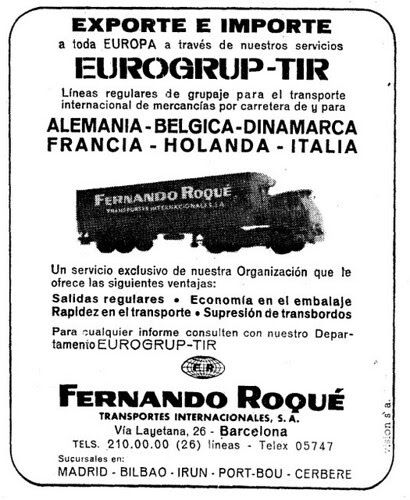 EXPORTE E IMPORTE
a toda EUROPA a través de nuestros servicios
EUROGRUP-TIR
Líneas regulares de grupaje para el transporte
internacional de mercancías por carretera de y para
ALEMANIA - BELGICA - DINAMARCA
FRANCIA - HOLANDA - ITALIA
FERNANDO ROQUÉ
TRANSPORTES INTERNACIONALES, S.A.
Un servicio exclusivo de nuestra Organización que le
ofrece las siguientes ventajas:
Salidas regulares • Economía en el embalaje
Rapidez en el transporte • Supresión de transbordos
Para cualquier informe consulten con nuestro Depar-
tamento EUROGRUP-TIR
FERNANDO ROQUÉ
TRANSPORTES INTERNACIONALES, S. A.
Vía Layetana, 26 - Barcelona
TELS. 210.00.00 (26) líneas - Telex 05747
Sucursales en:
MADRID - BILBAO - IRUN - PORT-BOU - CERBERE
vision s.a.